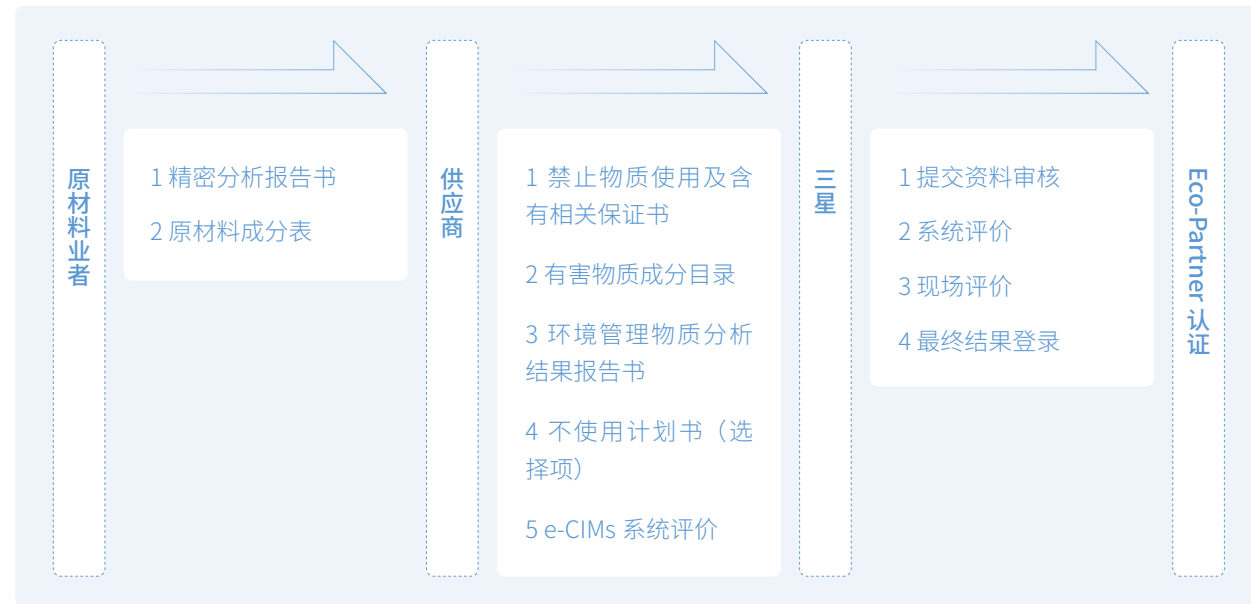 原材料业者
1 精密分析报告书
2 原材料成分表
供应商
1 禁止物质使用及含
有相关保证书
2 有害物质成分目录
3 环境管理物质分析
结果报告书
4 不使用计划书（选
择项）
5 e-CIMs 系统评价
三星
1 提交资料审核
2 系统评价
3 现场评价
4 最终结果登录
Eco-Partner 认证